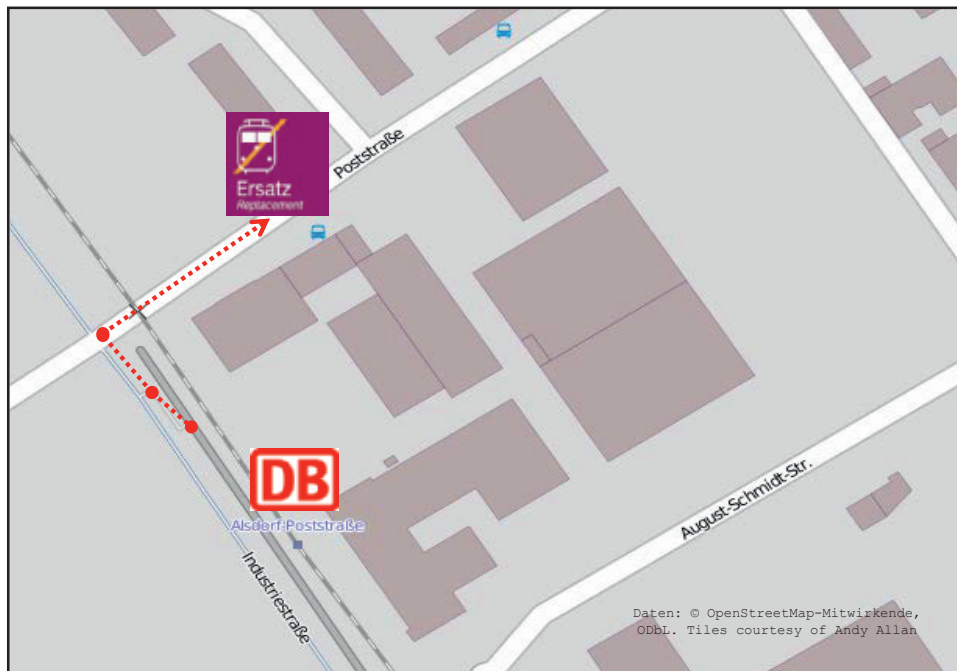 Poststraße
Ersatz
Replacement
DB
Alsdorf-Poststraße
Industriestraße
August-Schmidt-Str.
Daten: © OpenStreetMap-Mitwirkende,
ODbL. Tiles courtesy of Andy Allan